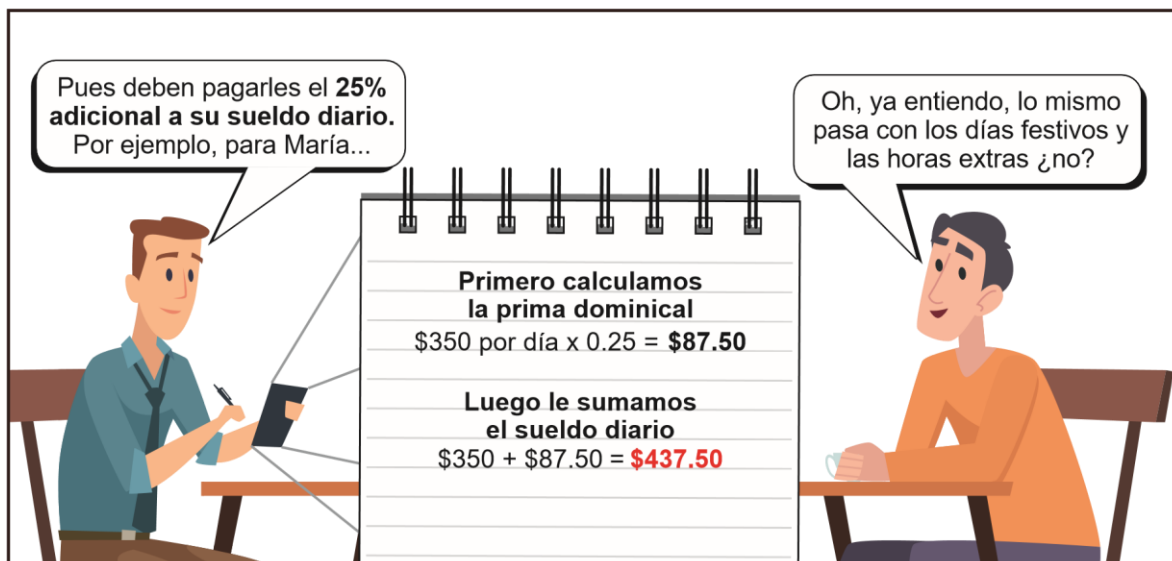 Pues deben pagarles el 25%
adicional a su sueldo diario.
Por ejemplo, para María...
Oh, ya entiendo, lo mismo
pasa con los días festivos y
las horas extras ¿no?
Primero calculamos
la prima dominical
$350 por día x 0.25 = $87.50
Luego le sumamos
el sueldo diario
$350 + $87.50 = $437.50